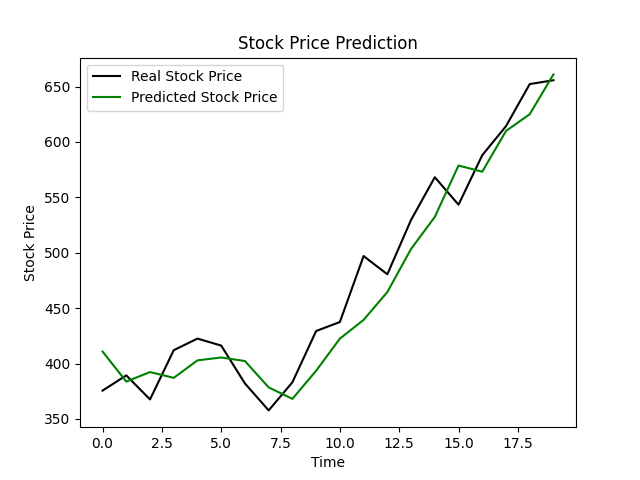 Stock Price Prediction
Real Stock Price
Predicted Stock Price
Stock Price
650
600
550
500
450
400
350
0.0 2.5 5.0 7.5 10.0 12.5 15.0 17.5
Time